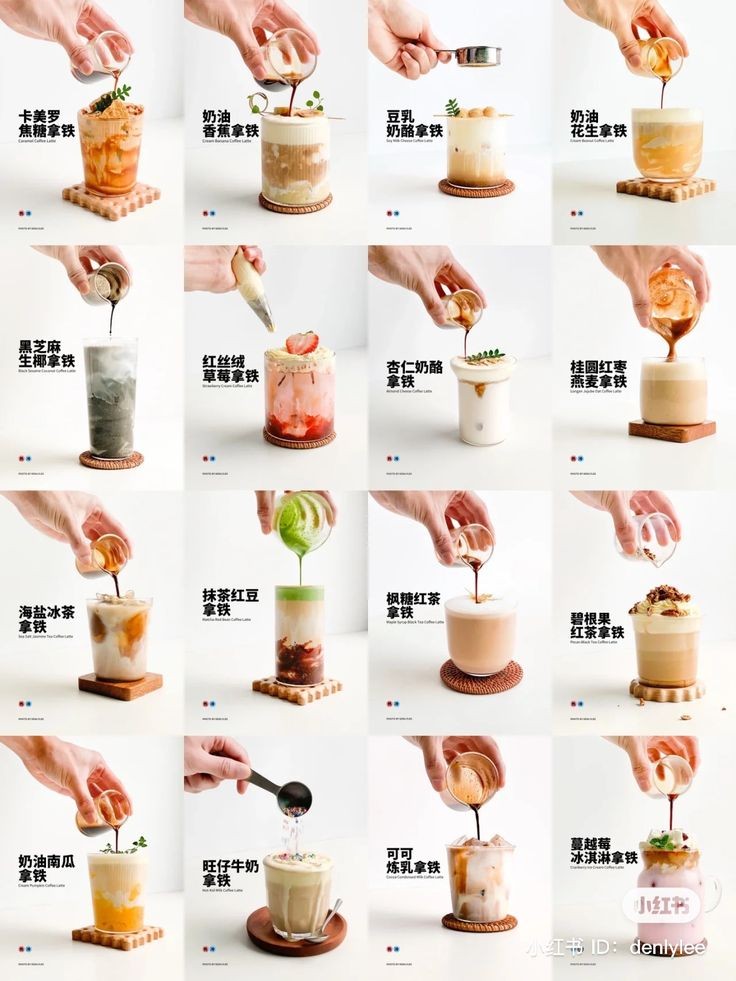 卡美罗
焦糖拿铁
Caramel Coffee Latte
奶油
香蕉拿铁
Cream Banana Coffee Latte
豆乳
奶酪拿铁
Soy Milk Cheese Coffee Latte
奶油
花生拿铁
黑芝麻
生椰拿铁
Black Sesame Coconut Coffee Latte
红丝绒
草莓拿铁
Strawberry Cream Coffee Latte
杏仁奶酪
拿铁
Almond Cheese Coffee Latte
桂圆红枣
燕麦拿铁
Longan Jujube Oat Coffee Latte
海盐冰茶
拿铁
Sea Salt Jasmine Tea Coffee Latte
抹茶红豆
拿铁
Matcha Red Bean Coffee Latte
枫糖红茶
拿铁
Maple Syrup Black Tea Coffee Latte
碧根果
红茶拿铁
Pecan Black Tea Coffee Latte
奶油南瓜
拿铁
Cream Pumpkin Coffee Latte
旺仔牛奶
拿铁
Hot-Kid Milk Coffee Latte
可可
炼乳拿铁
Cocoa Condensed Milk Coffee Latte
蔓越莓
冰淇淋拿铁
Cranberry Ice Cream Coffee Latte
小红书
小红书 ID: denlylee